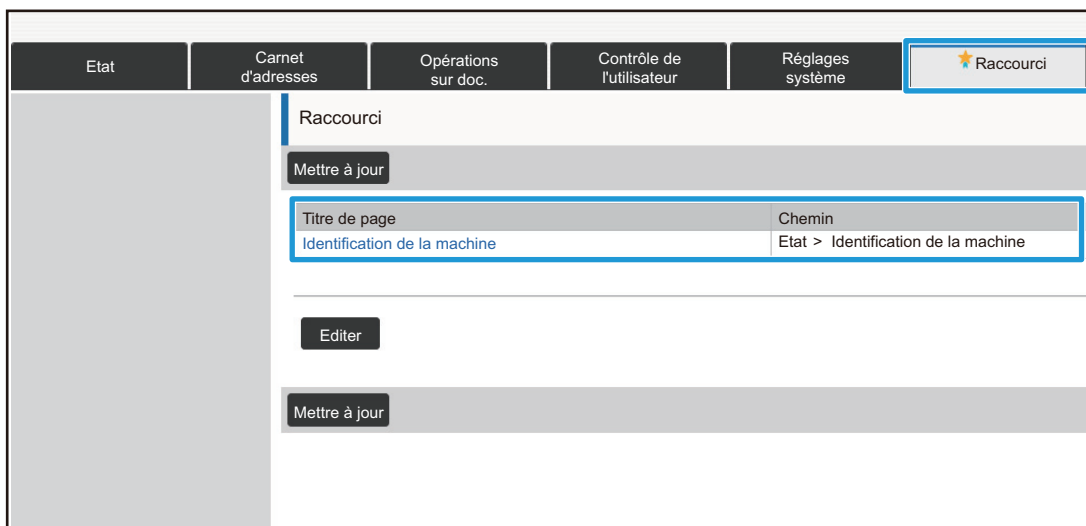 Etat
Carnet
d'adresses
Opérations
sur doc.
Contrôle de
l'utilisateur
Réglages
système
Raccourci
Raccourci
Mettre à jour
Titre de page
Chemin
Identification de la machine
Etat > Identification de la machine
Editer
Mettre à jour